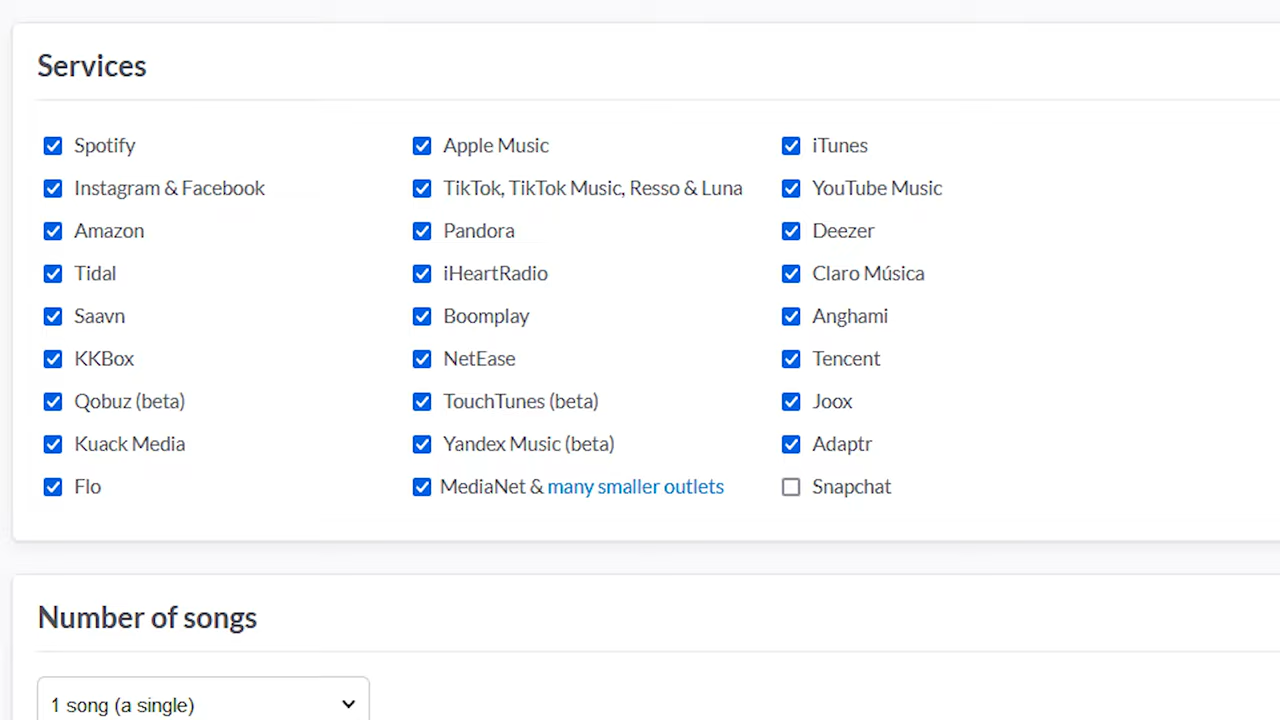 Services
Spotify
Apple Music
iTunes
Instagram & Facebook
TikTok, TikTok Music, Resso & Luna
YouTube Music
Amazon
Pandora
Deezer
Tidal
iHeartRadio
Claro Música
Saavn
Boomplay
Anghami
KKBox
NetEase
Tencent
Qobuz (beta)
TouchTunes (beta)
Joox
Kuack Media
Yandex Music (beta)
Adaptr
Flo
MediaNet & many smaller outlets
Snapchat
Number of songs
1 song (a single)